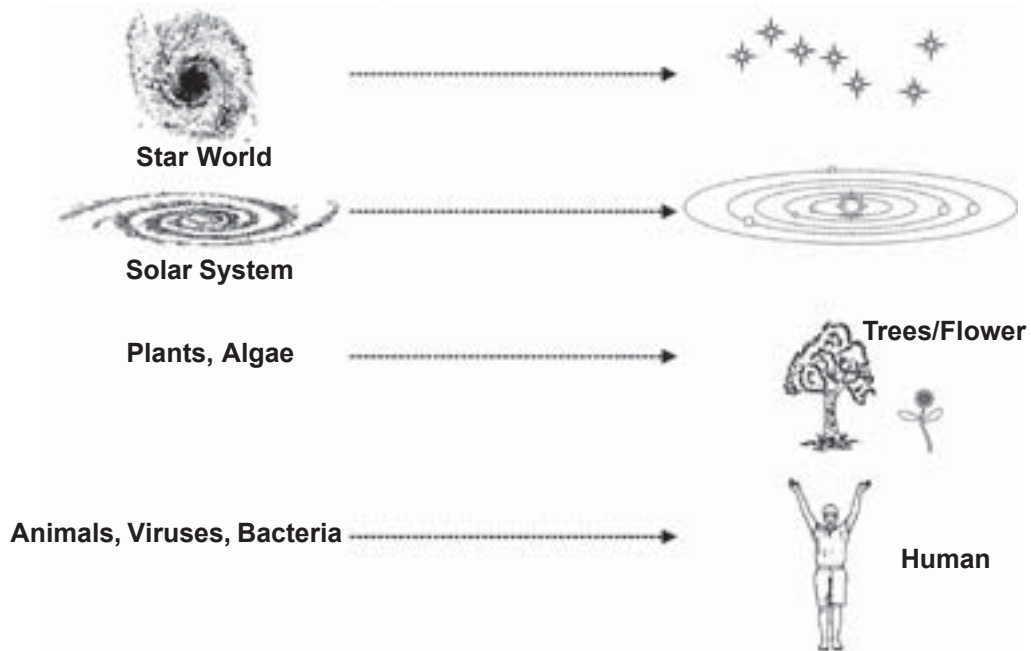 Star World
Solar System
Plants, Algae
Trees/Flower
Animals, Viruses, Bacteria
Human